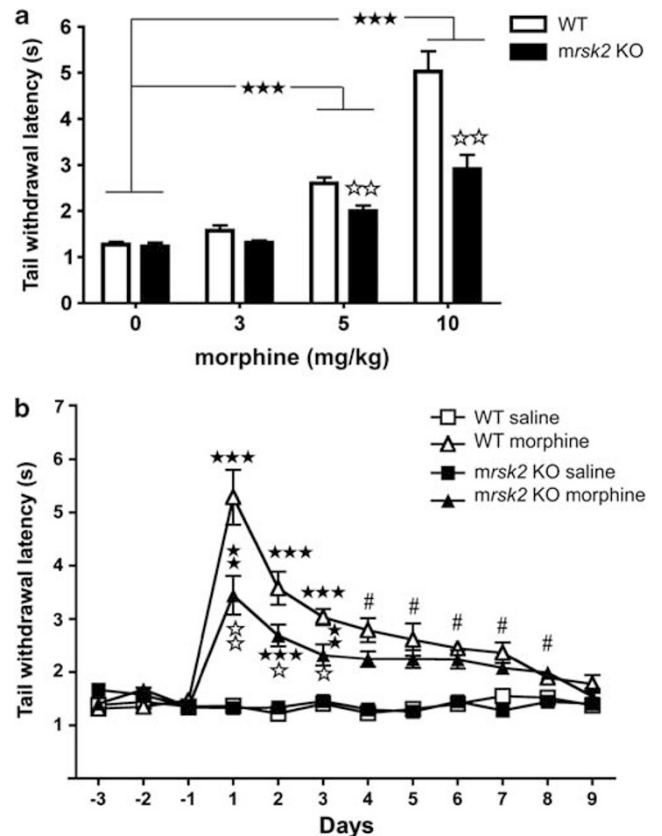 a
WT
mrsk2 KO
★★★
★★★
☆☆
☆☆
Tail withdrawal latency (s)
6
5
4
3
2
1
0
0 3 5 10
morphine (mg/kg)
b
WT saline
WT morphine
mrsk2 KO saline
mrsk2 KO morphine
Tail withdrawal latency (s)
7
6
5
4
3
2
1
★★★
★★
☆☆
★★★
★★★
☆
★★★
★★
☆
# # # # #
-3 -2 -1 1 2 3 4 5 6 7 8 9
Days